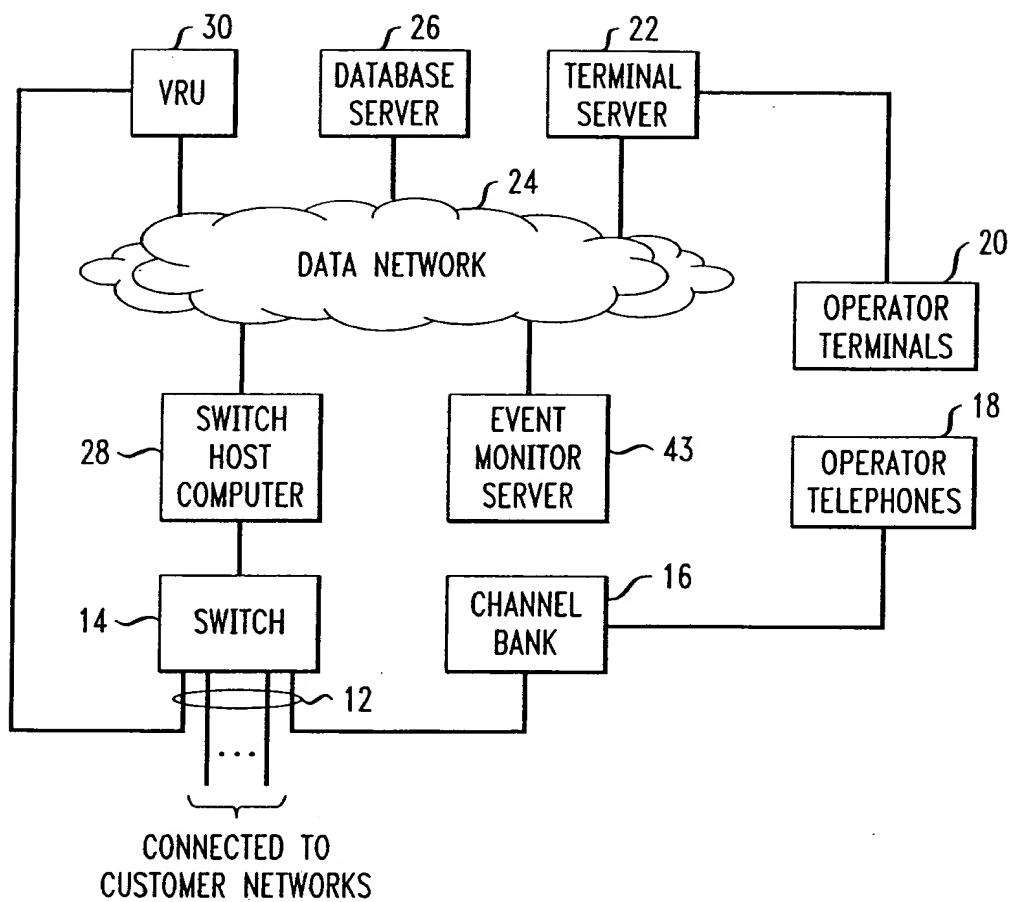 30
26
22
VRU
DATABASE
SERVER
TERMINAL
SERVER
24
DATA NETWORK
20
OPERATOR
TERMINALS
28
SWITCH
HOST
COMPUTER
EVENT
MONITOR
SERVER
43
18
OPERATOR
TELEPHONES
14
SWITCH
CHANNEL
BANK
16
12
...
CONNECTED TO
CUSTOMER NETWORKS